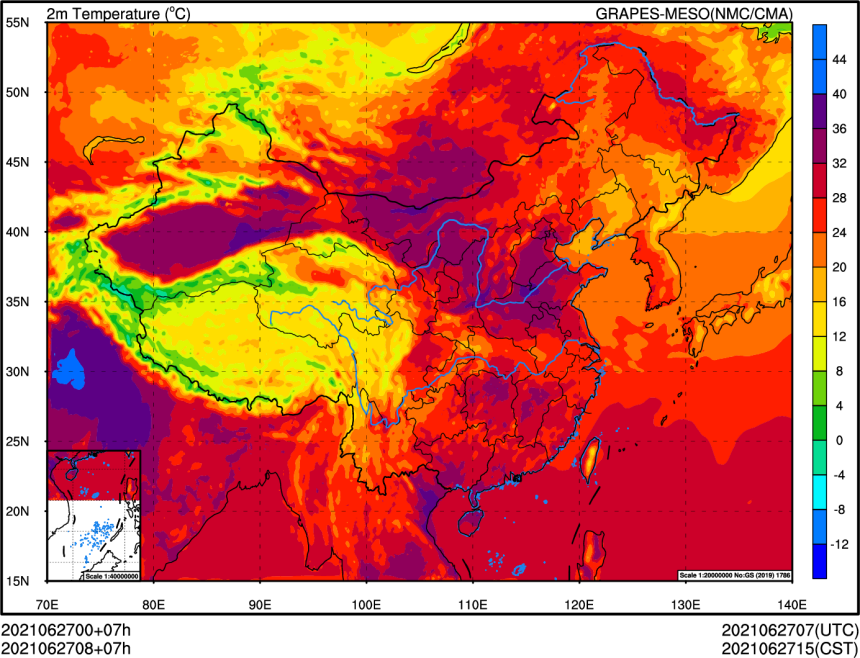 2m Temperature (°C) GRAPES-MESO(NMC/CMA)
55N
50N
45N
40N
35N
30N
25N
20N
15N
70E 80E 90E 100E 110E 120E 130E 140E
44
40
36
32
28
24
20
16
12
8
4
0
-4
-8
-12
Scale 1:40000000
Scale 1:20000000 No:GS (2019) 1786
2021062700+07h 2021062707(UTC)
2021062708+07h 2021062715(CST)